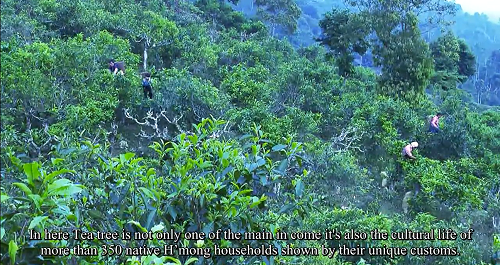 In here Tea tree is not only one of the main in come it's also the cultural life of
more than 350 native H'mong households shown by their unique customs.